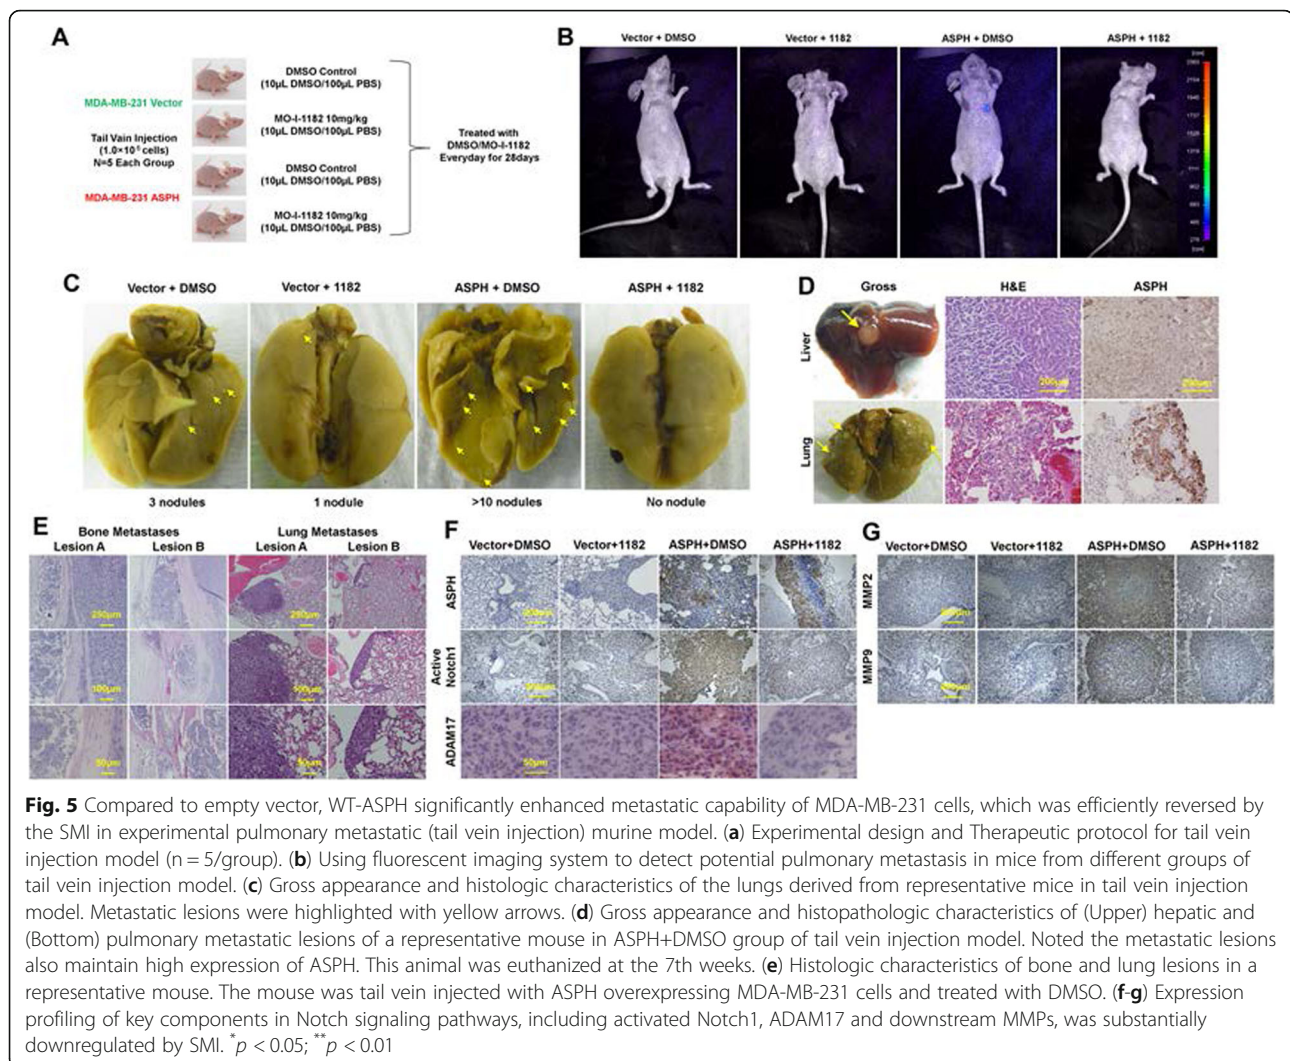 A
MDA-MB-231 Vector
Tail Vain Injection
(1.0×10⁵ cells)
N=5 Each Group
MDA-MB-231 ASPH
DMSO Control
(10µL DMSO/100µL PBS)
MO-I-1182 10mg/kg
(10µL DMSO/100µL PBS)
DMSO Control
(10µL DMSO/100µL PBS)
MO-I-1182 10mg/kg
(10µL DMSO/100µL PBS)
Treated with
DMSO/MO-I-1182
Everyday for 28days
B
Vector + DMSO Vector + 1182 ASPH + DMSO ASPH + 1182
C
Vector + DMSO Vector + 1182 ASPH + DMSO ASPH + 1182
3 nodules 1 nodule >10 nodules No nodule
D
Gross H&E ASPH
Liver
200µm
Lung
E
Bone Metastases Lung Metastases
Lesion A Lesion B Lesion A Lesion B
250µm 250µm
100µm 100µm
50µm 50µm
F
Vector+DMSO Vector+1182 ASPH+DMSO ASPH+1182
ASPH
Active
Notch1
ADAM17
50µm
G
Vector+DMSO Vector+1182 ASPH+DMSO ASPH+1182
MMP2
MMP9
Fig. 5 Compared to empty vector, WT-ASPH significantly enhanced metastatic capability of MDA-MB-231 cells, which was efficiently reversed by
the SMI in experimental pulmonary metastatic (tail vein injection) murine model. (a) Experimental design and Therapeutic protocol for tail vein
injection model (n = 5/group). (b) Using fluorescent imaging system to detect potential pulmonary metastasis in mice from different groups of
tail vein injection model. (c) Gross appearance and histologic characteristics of the lungs derived from representative mice in tail vein injection
model. Metastatic lesions were highlighted with yellow arrows. (d) Gross appearance and histopathologic characteristics of (Upper) hepatic and
(Bottom) pulmonary metastatic lesions of a representative mouse in ASPH+DMSO group of tail vein injection model. Noted the metastatic lesions
also maintain high expression of ASPH. This animal was euthanized at the 7th weeks. (e) Histologic characteristics of bone and lung lesions in a
representative mouse. The mouse was tail vein injected with ASPH overexpressing MDA-MB-231 cells and treated with DMSO. (f-g) Expression
profiling of key components in Notch signaling pathways, including activated Notch1, ADAM17 and downstream MMPs, was substantially
downregulated by SMI. *p < 0.05; **p < 0.01